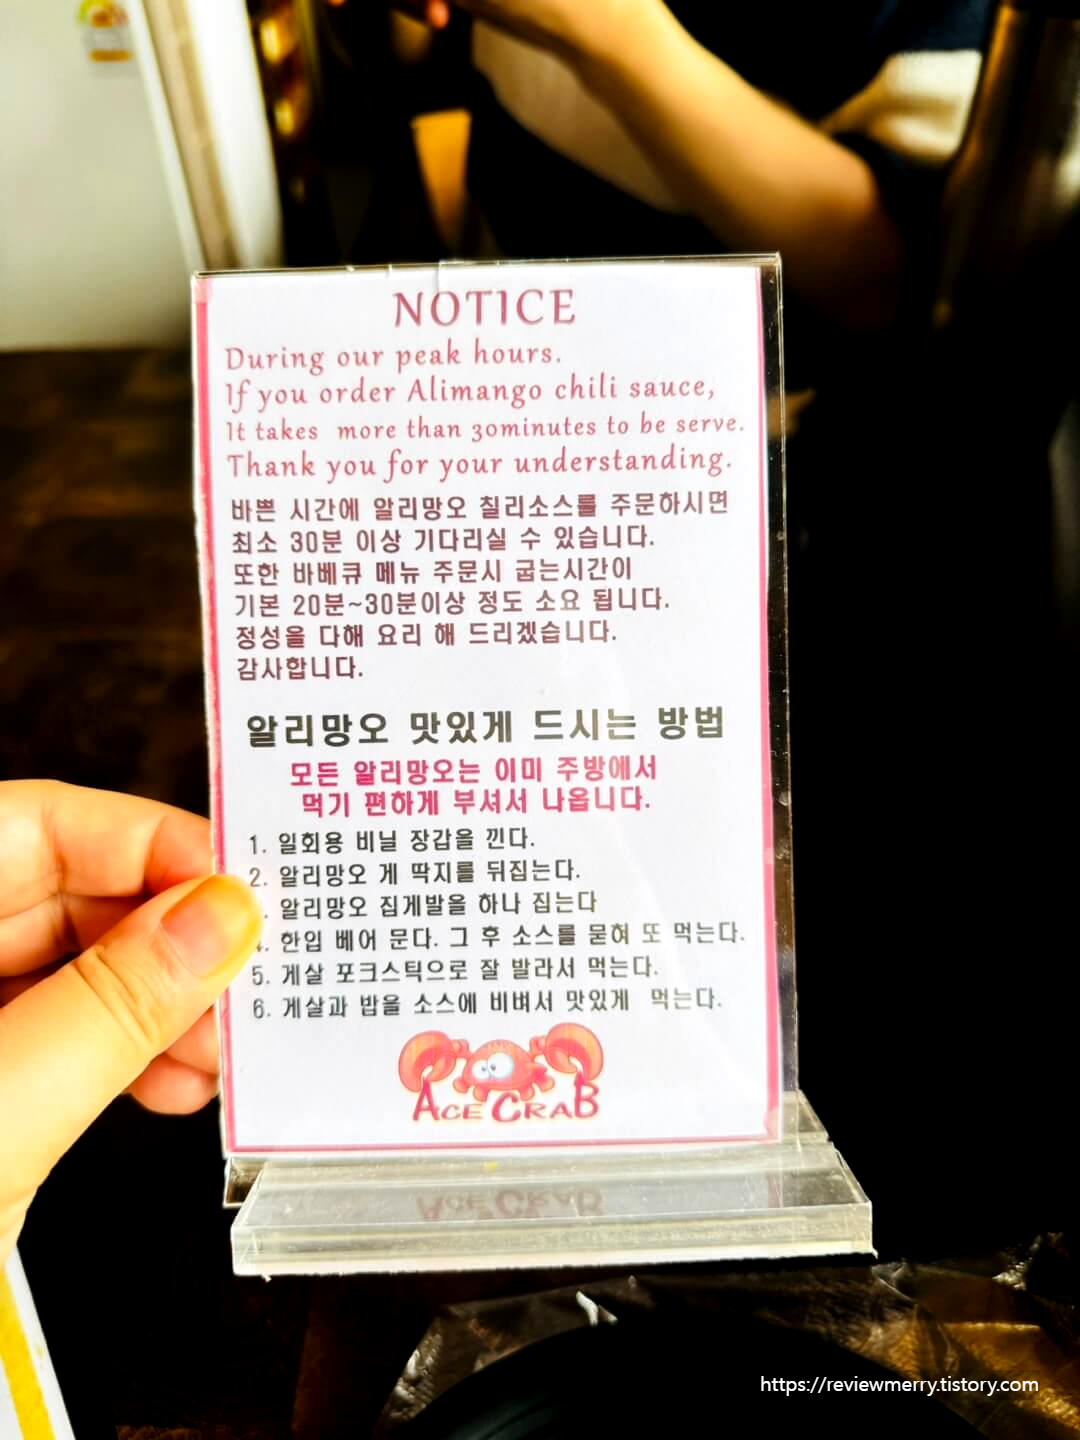 NOTICE
During our peak hours.
If you order Alimango chili sauce,
It takes more than 30minutes to be serve.
Thank you for your understanding.
바쁜 시간에 알리망오 칠리소스를 주문하시면
최소 30분 이상 기다리실 수 있습니다.
또한 바베큐 메뉴 주문시 굽는시간이
기본 20분~30분이상 정도 소요 됩니다.
정성을 다해 요리 해 드리겠습니다.
감사합니다.
알리망오 맛있게 드시는 방법
모든 알리망오는 이미 주방에서
먹기 편하게 부셔서 나옵니다.
1. 일회용 비닐 장갑을 낀다.
2. 알리망오 게 딱지를 뒤집는다.
. 알리망오 집게발을 하나 집는다
4. 한입 베어 문다. 그 후 소스를 묻혀 또 먹는다.
5. 게살 포크스틱으로 잘 발라서 먹는다.
6. 게살과 밥을 소스에 비벼서 맛있게 먹는다.
ACE CRAB
https://reviewmerry.tistory.com